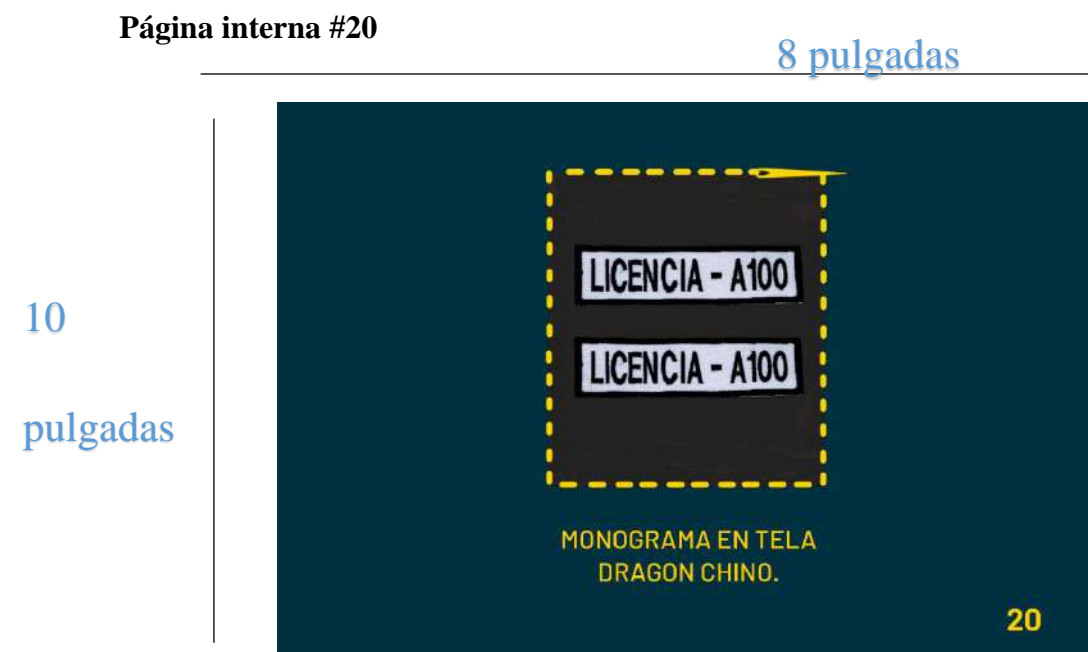 Página interna #20
8 pulgadas
10
pulgadas
LICENCIA - A100
LICENCIA - A100
MONOGRAMA EN TELA
DRAGON CHINO.
20